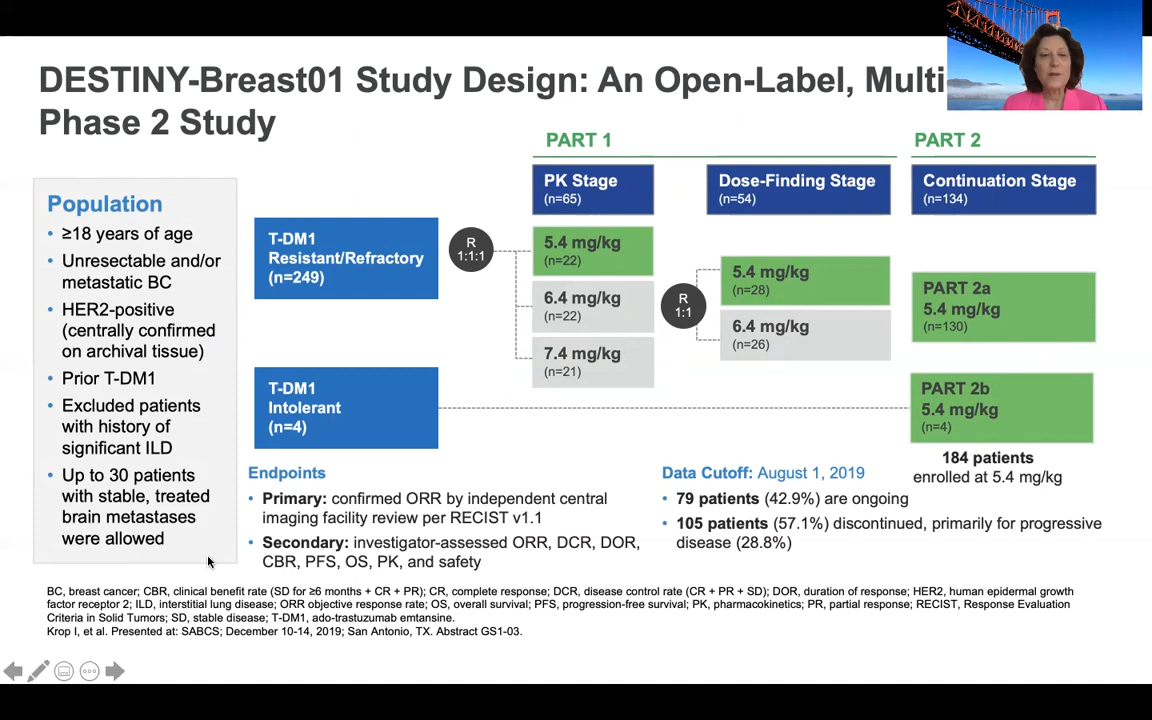 DESTINY-Breast01 Study Design: An Open-Label, Multi
Phase 2 Study
Population
• ≥18 years of age
• Unresectable and/or
metastatic BC
• HER2-positive
(centrally confirmed
on archival tissue)
• Prior T-DM1
• Excluded patients
with history of
significant ILD
• Up to 30 patients
with stable, treated
brain metastases
were allowed
T-DM1
Resistant/Refractory
(n=249)
T-DM1
Intolerant
(n=4)
R
1:1:1
PART 1
PK Stage
(n=65)
5.4 mg/kg
(n=22)
6.4 mg/kg
(n=22)
7.4 mg/kg
(n=21)
R
1:1
Dose-Finding Stage
(n=54)
5.4 mg/kg
(n=28)
6.4 mg/kg
(n=26)
PART 2
Continuation Stage
(n=134)
PART 2a
5.4 mg/kg
(n=130)
PART 2b
5.4 mg/kg
(n=4)
184 patients
enrolled at 5.4 mg/kg
Endpoints
• Primary: confirmed ORR by independent central
imaging facility review per RECIST v1.1
• Secondary: investigator-assessed ORR, DCR, DOR,
CBR, PFS, OS, PK, and safety
Data Cutoff: August 1, 2019
• 79 patients (42.9%) are ongoing
• 105 patients (57.1%) discontinued, primarily for progressive
disease (28.8%)
BC, breast cancer; CBR, clinical benefit rate (SD for ≥6 months + CR + PR); CR, complete response; DCR, disease control rate (CR + PR + SD); DOR, duration of response; HER2, human epidermal growth
factor receptor 2; ILD, interstitial lung disease; ORR objective response rate; OS, overall survival; PFS, progression-free survival; PK, pharmacokinetics; PR, partial response; RECIST, Response Evaluation
Criteria in Solid Tumors; SD, stable disease; T-DM1, ado-trastuzumab emtansine.
Krop I, et al. Presented at: SABCS; December 10-14, 2019; San Antonio, TX. Abstract GS1-03.